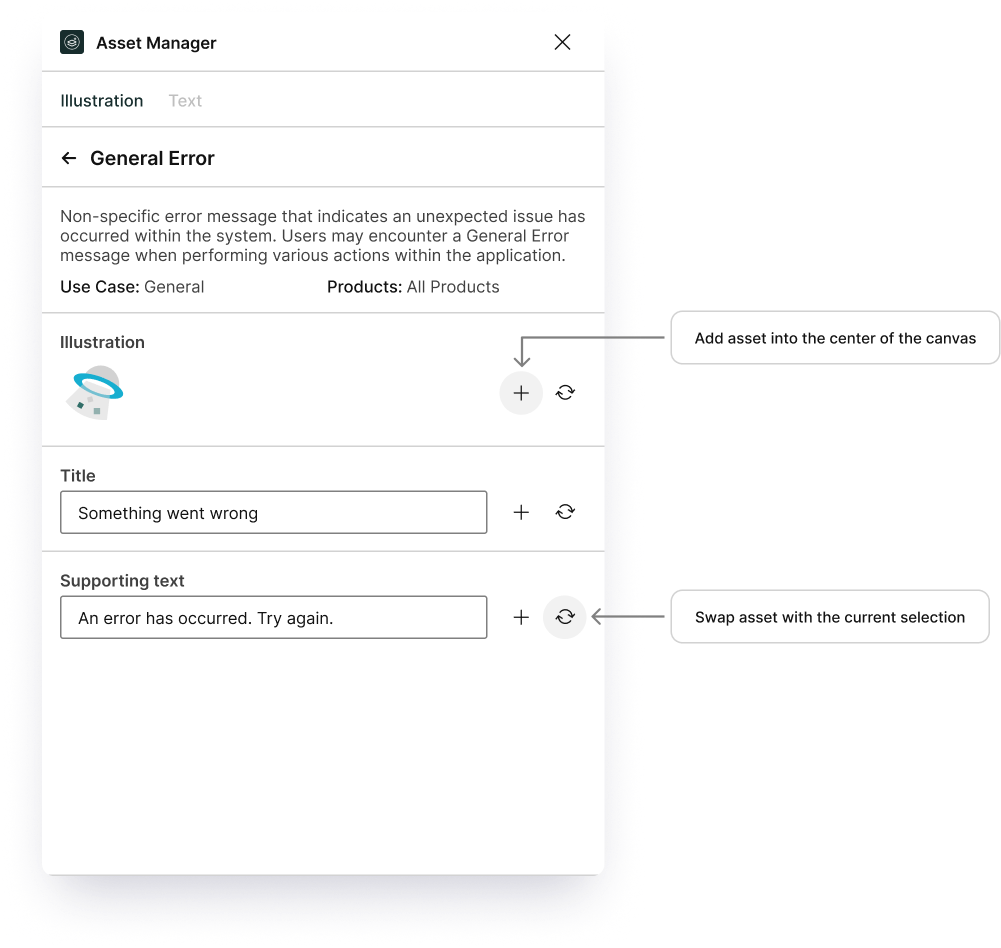 Asset Manager
Illustration Text
General Error
Non-specific error message that indicates an unexpected issue has
occurred within the system. Users may encounter a General Error
message when performing various actions within the application.
Use Case: General Products: All Products
Illustration
Add asset into the center of the canvas
Title
Something went wrong
Supporting text
An error has occurred. Try again.
Swap asset with the current selection